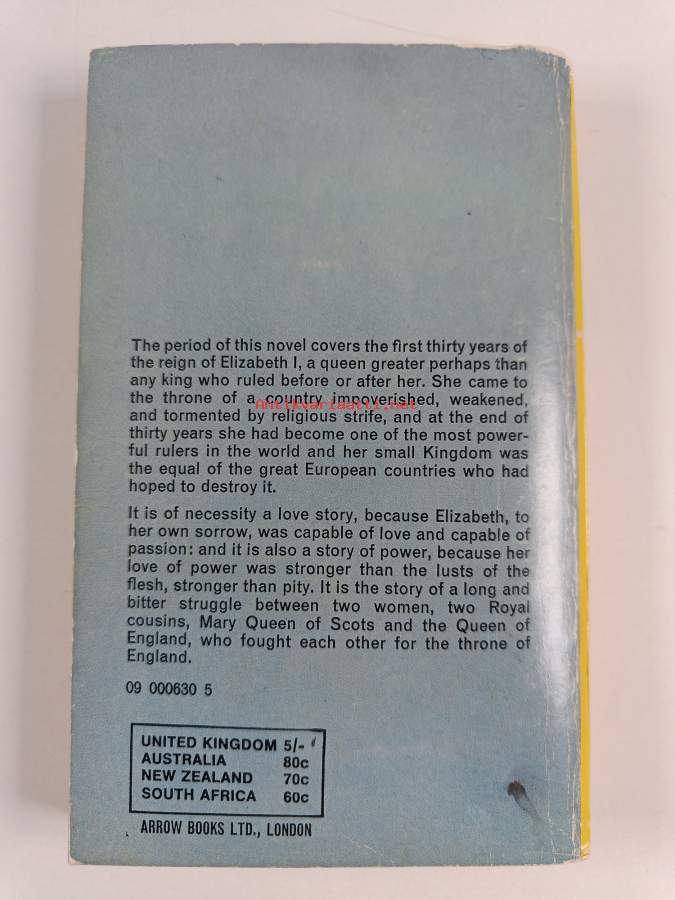 The period of this novel covers the first thirty years of
the reign of Elizabeth I, a queen greater perhaps than
any king who ruled before or after her. She came to
the throne of a country impoverished, weakened,
Antikvariaatti.net
and tormented by religious strife, and at the end of
thirty years she had become one of the most power-
ful rulers in the world and her small Kingdom was
the equal of the great European countries who had
hoped to destroy it.
It is of necessity a love story, because Elizabeth, to
her own sorrow, was capable of love and capable of
passion: and it is also a story of power, because her
love of power was stronger than the lusts of the
flesh, stronger than pity. It is the story of a long and
bitter struggle between two women, two Royal
cousins, Mary Queen of Scots and the Queen of
England, who fought each other for the throne of
England.
09 000630 5
UNITED KINGDOM 5/-
AUSTRALIA 80c
NEW ZEALAND 70c
SOUTH AFRICA 60c
ARROW BOOKS LTD., LONDON